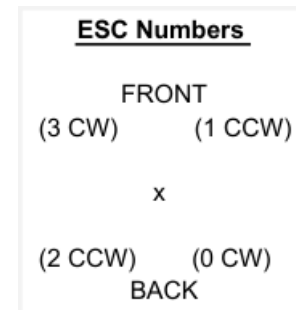 ESC Numbers
FRONT
(3 CW) (1 CCW)
x
(2 CCW) (0 CW)
BACK